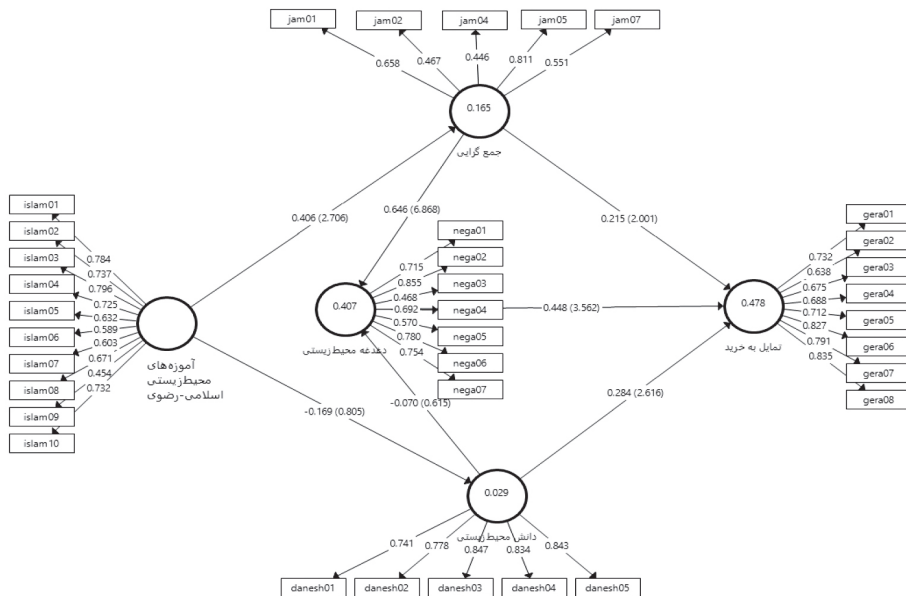 jam01
jam02
jam04
jam05
jam07
0.658
0.467
0.446
0.811
0.551
0.165
جمع گرایی
0.406 (2.706)
0.646 (6.868)
0.215 (2.001)
islam01
islam02
islam03
islam04
islam05
islam06
islam07
islam08
islam09
islam10
0.784
0.737
0.796
0.725
0.632
0.589
0.603
0.671
0.454
0.732
آموزه‌های
محیط‌زیستی
اسلامی-رضوی
0.407
دغدغه محیط‌زیستی
0.715
0.855
0.468
0.692
0.570
0.780
0.754
nega01
nega02
nega03
nega04
nega05
nega06
nega07
0.448 (3.562)
0.478
تمایل به خرید
0.732
0.638
0.675
0.688
0.712
0.827
0.791
0.835
gera01
gera02
gera03
gera04
gera05
gera06
gera07
gera08
-0.169 (0.805)
-0.070 (0.615)
0.284 (2.616)
0.029
دانش محیط‌زیستی
0.741
0.778
0.847
0.834
0.843
danesh01
danesh02
danesh03
danesh04
danesh05